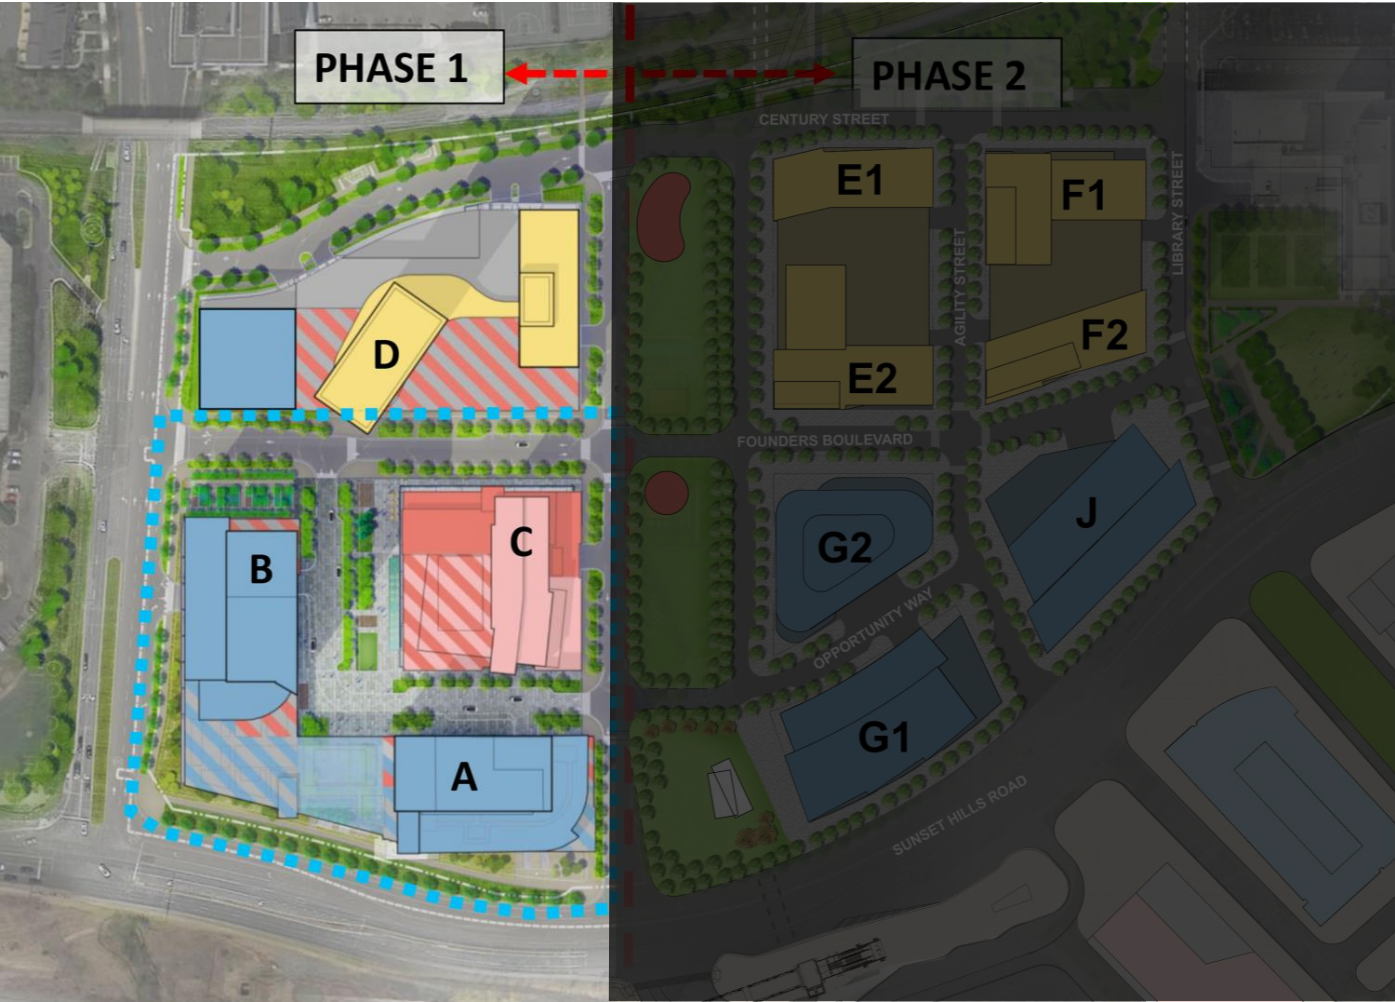 PHASE 1
PHASE 2
CENTURY STREET
E1
F1
LIBRARY STREET
AGILITY STREET
D
F2
E2
FOUNDERS BOULEVARD
C
B
J
G2
OPPORTUNITY WAY
G1
A
SUNSET HILLS ROAD